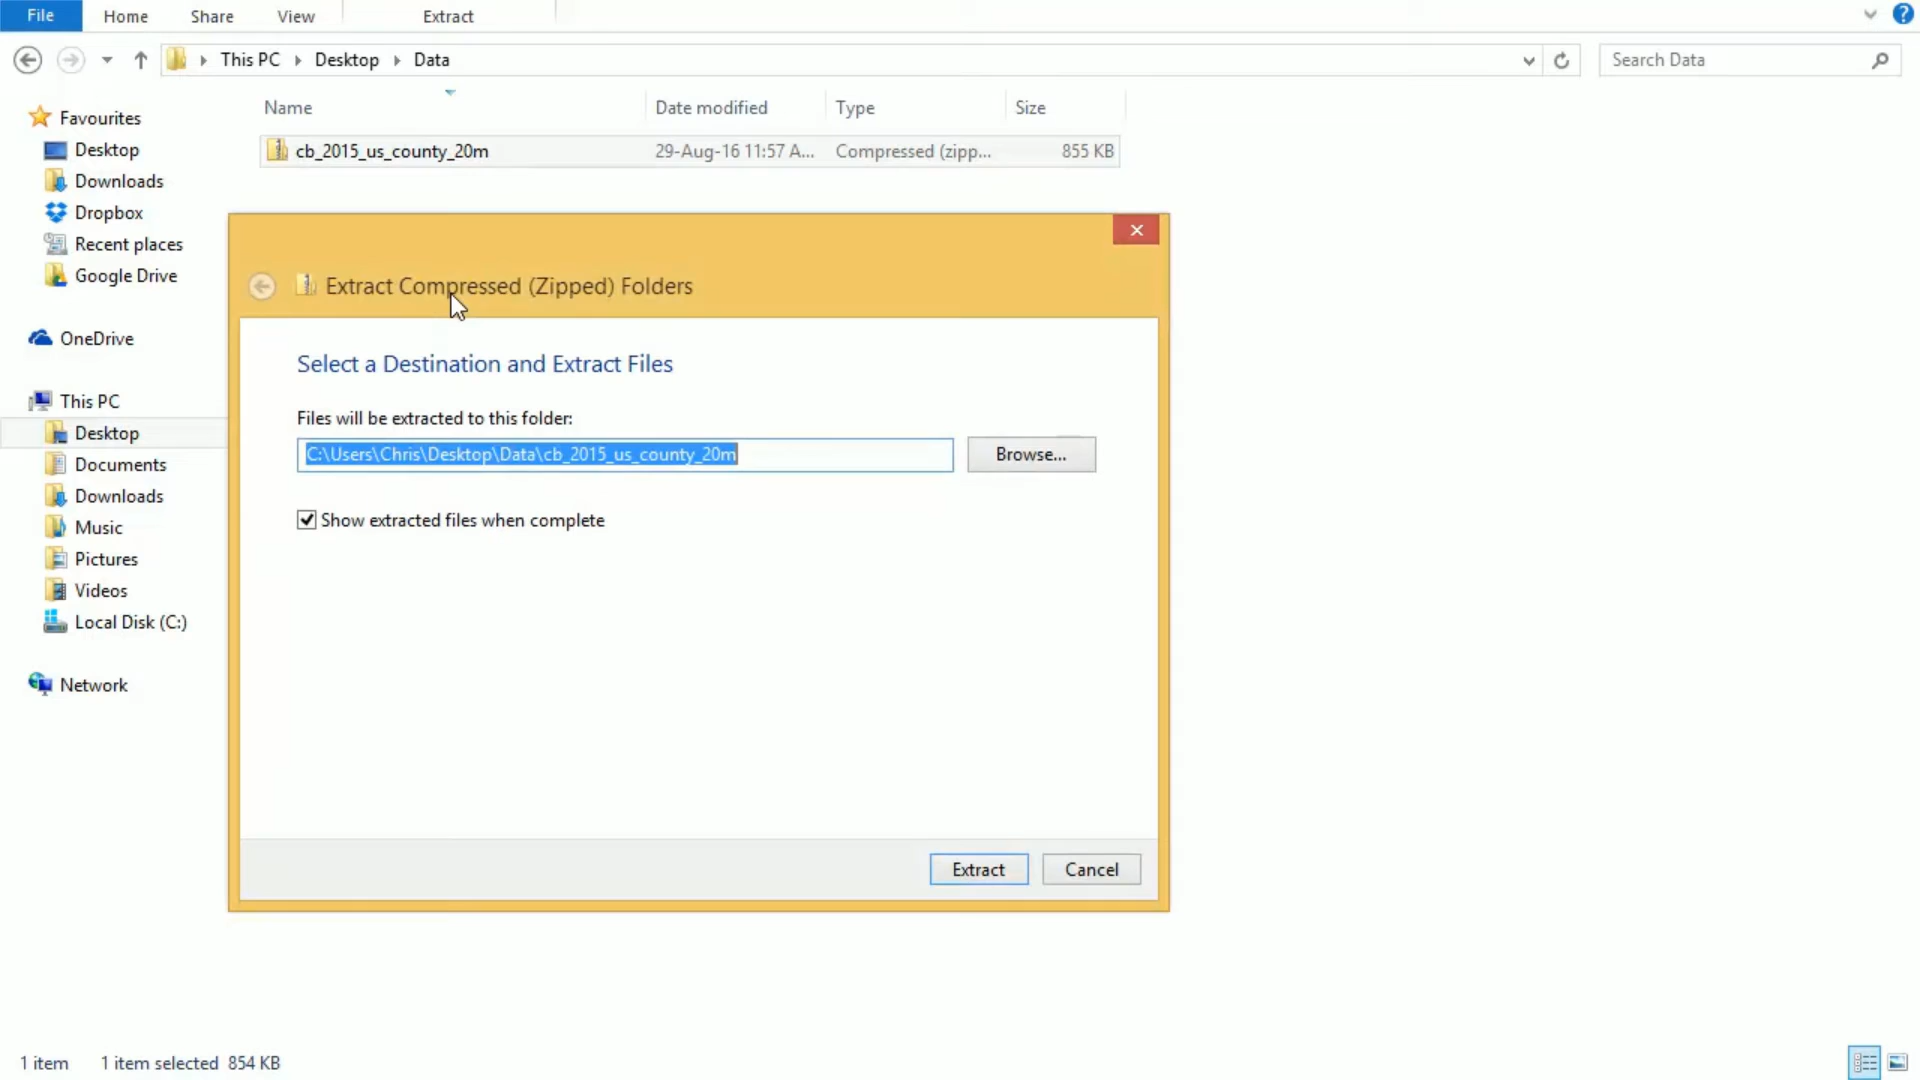 File Home Share View Extract
This PC Desktop Data
Search Data
Name Date modified Type Size
cb_2015_us_county_20m 29-Aug-16 11:57 A... Compressed (zipp... 855 KB
Favourites
Desktop
Downloads
Dropbox
Recent places
Google Drive
OneDrive
This PC
Desktop
Documents
Downloads
Music
Pictures
Videos
Local Disk (C:)
Network
Extract Compressed (Zipped) Folders
Select a Destination and Extract Files
Files will be extracted to this folder:
C:\Users\Chris\Desktop\Data\cb_2015_us_county_20m
Browse...
Show extracted files when complete
Extract Cancel
1 item 1 item selected 854 KB